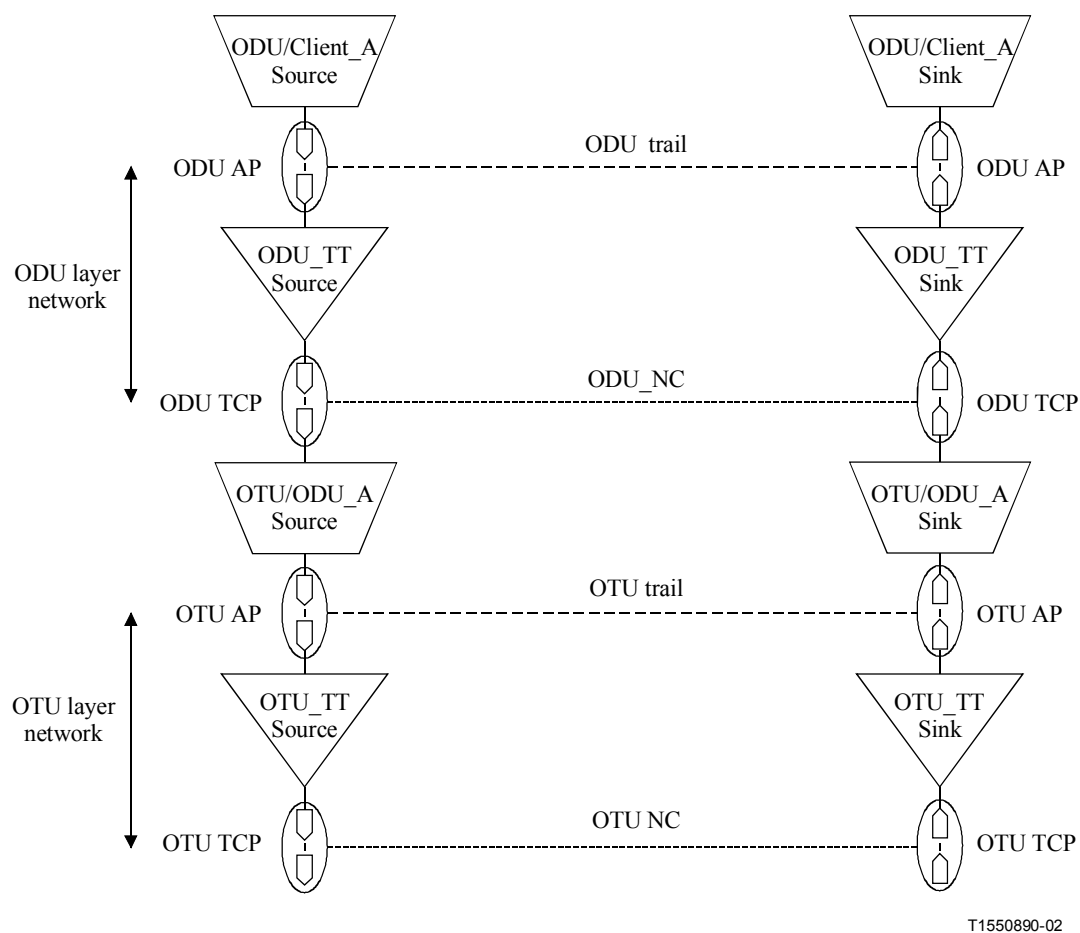 ODU/Client_A
Source
ODU/Client_A
Sink
ODU trail
ODU AP
ODU AP
ODU_TT
Source
ODU_TT
Sink
ODU layer
network
ODU_NC
ODU TCP
ODU TCP
OTU/ODU_A
Source
OTU/ODU_A
Sink
OTU trail
OTU AP
OTU AP
OTU_TT
Source
OTU_TT
Sink
OTU layer
network
OTU NC
OTU TCP
OTU TCP
T1550890-02